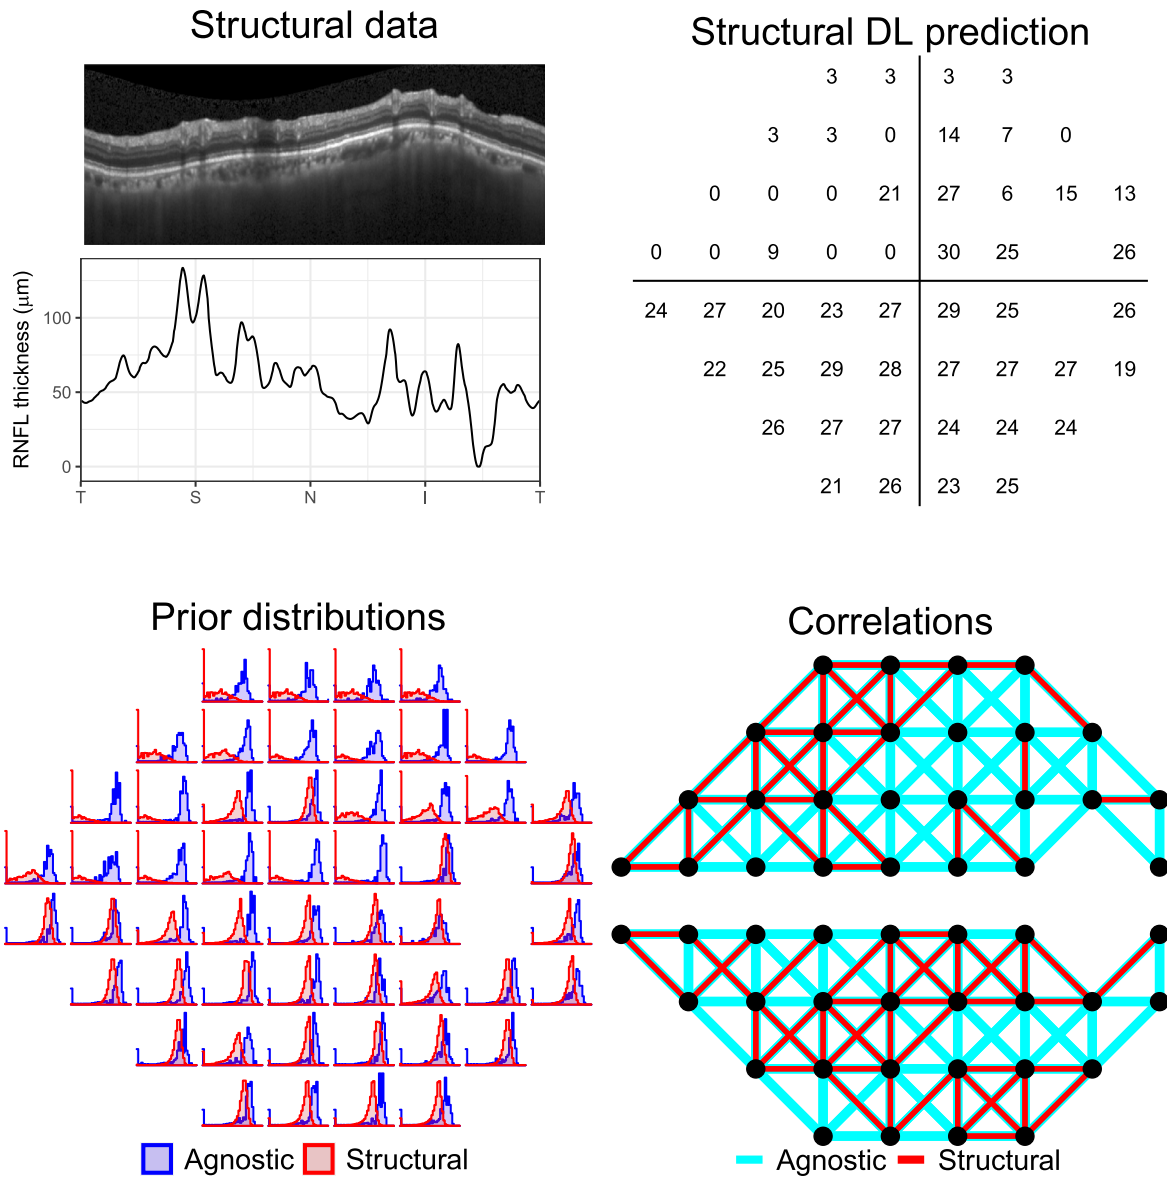 Structural data
RNFL thickness (μm)
100
50
0
T S N I T
Structural DL prediction
3 3 3 3
3 3 0 14 7 0
0 0 0 21 27 6 15 13
0 0 9 0 0 30 25 26
24 27 20 23 27 29 25 26
22 25 29 28 27 27 27 19
26 27 27 24 24 24
21 26 23 25
Prior distributions
Agnostic Structural
Correlations
Agnostic Structural